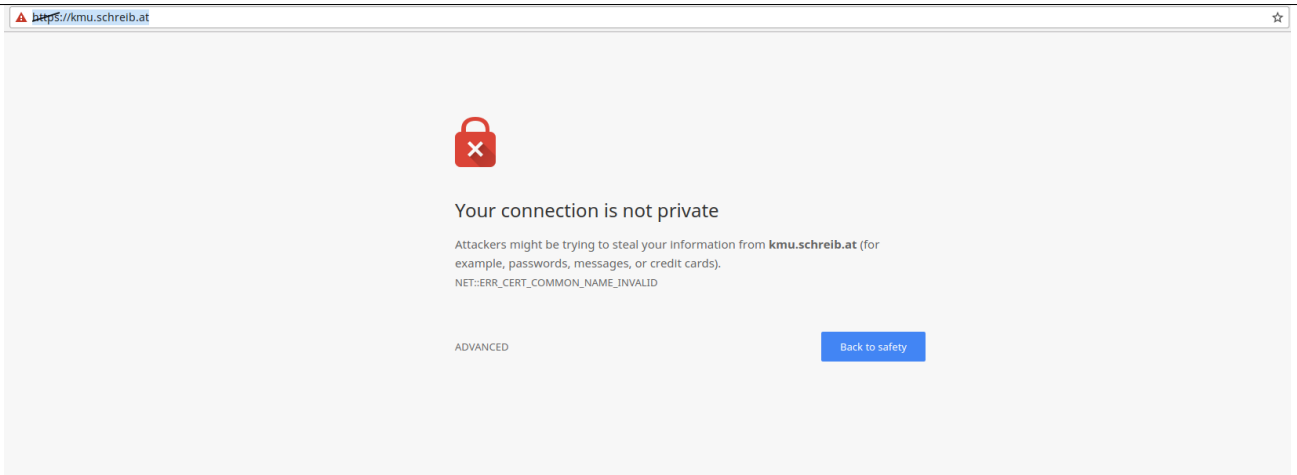 https://kmu.schreib.at
Your connection is not private
Attackers might be trying to steal your information from kmu.schreib.at (for
example, passwords, messages, or credit cards).
NET::ERR_CERT_COMMON_NAME_INVALID
ADVANCED
Back to safety